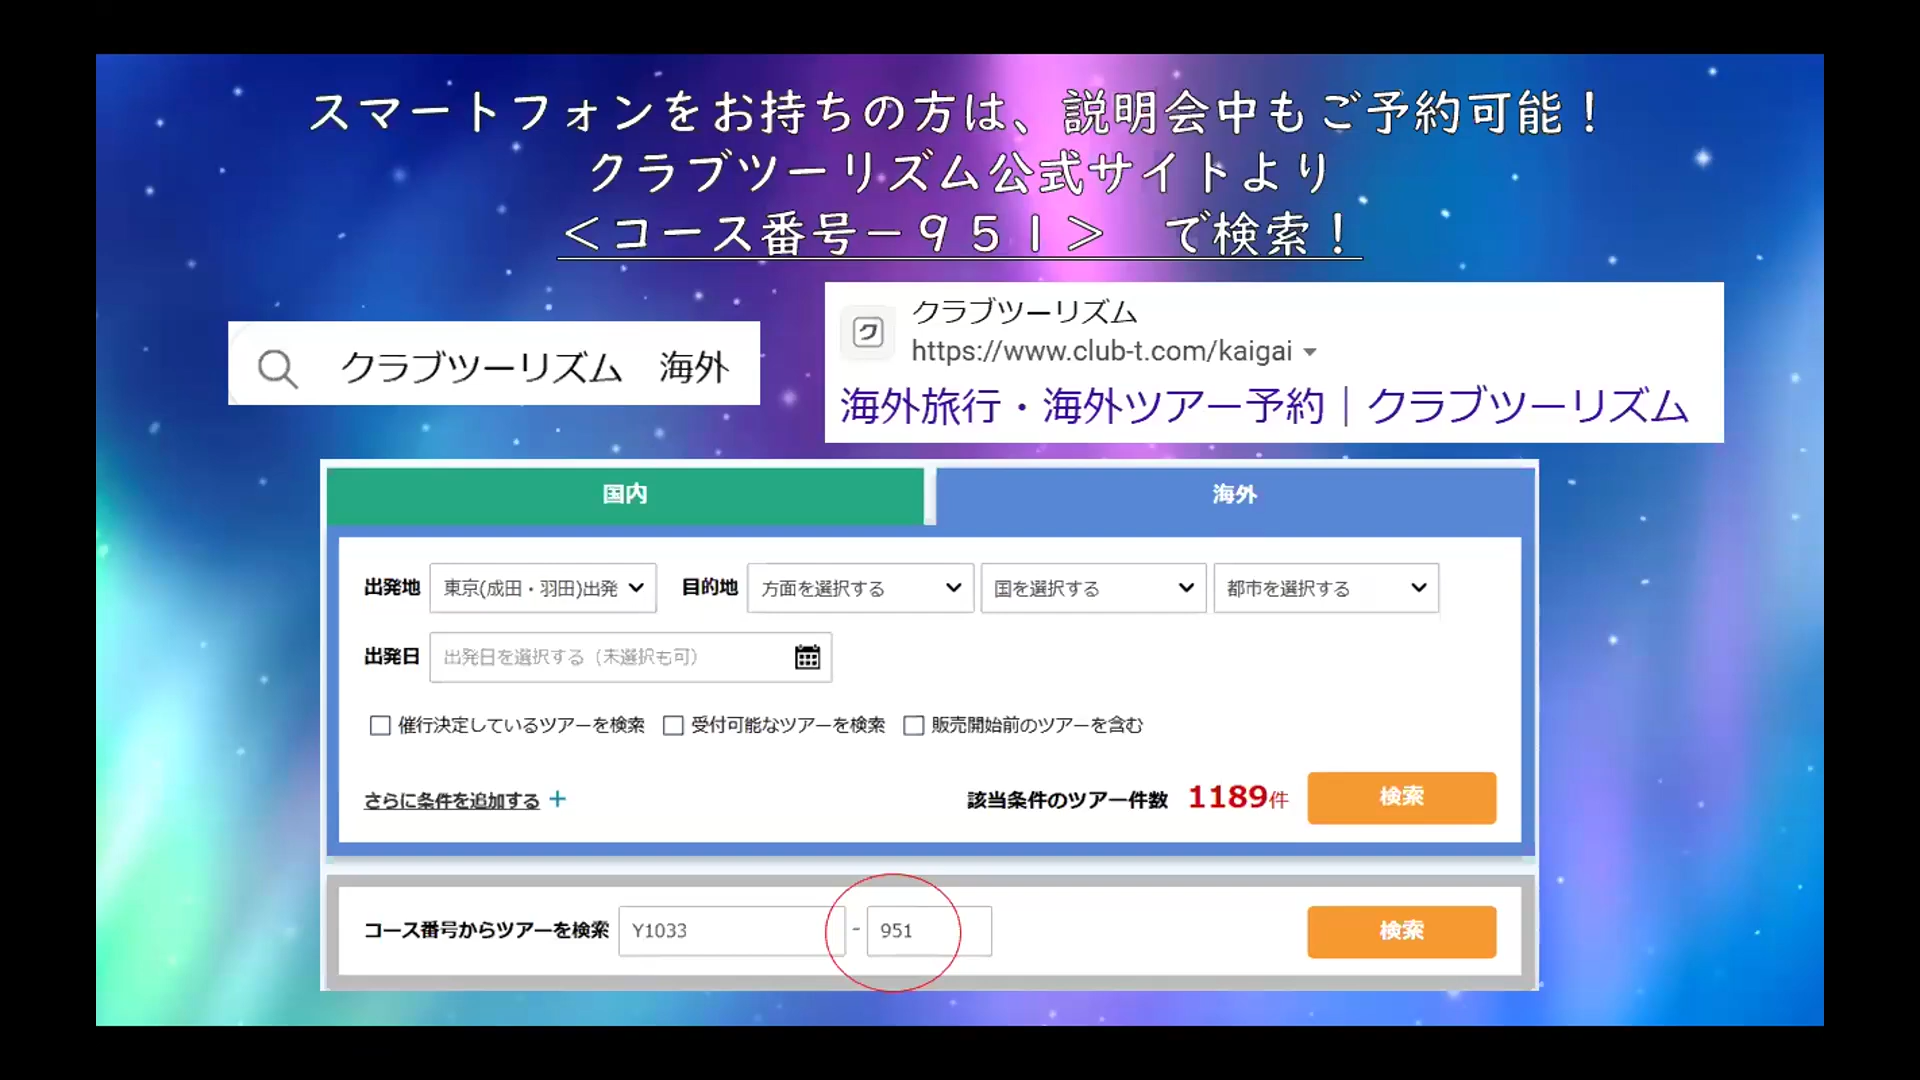 スマートフォンをお持ちの方は、説明会中もご予約可能！
クラブツーリズム公式サイトより
＜コース番号－９５１＞　で検索！
クラブツーリズム　海外
ク
クラブツーリズム
https://www.club-t.com/kaigai
海外旅行・海外ツアー予約｜クラブツーリズム
国内
海外
出発地 東京(成田・羽田)出発 目的地 方面を選択する 国を選択する 都市を選択する
出発日 出発日を選択する（未選択も可）
催行決定しているツアーを検索 受付可能なツアーを検索 販売開始前のツアーを含む
さらに条件を追加する + 該当条件のツアー件数 1189件 検索
コース番号からツアーを検索 Y1033 - 951 検索